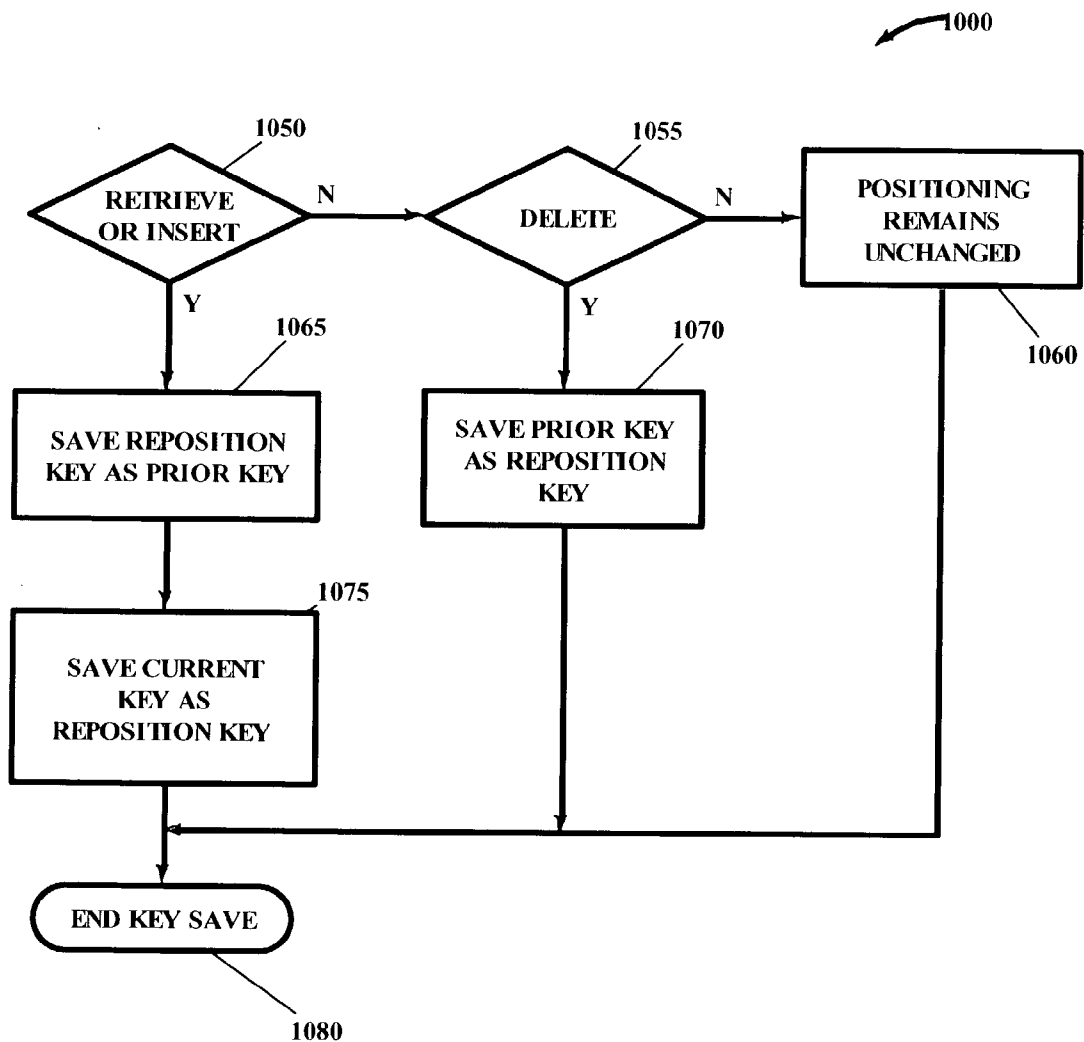 1000
1050
1055
RETRIEVE
OR INSERT
N
DELETE
N
POSITIONING
REMAINS
UNCHANGED
Y
Y
1065
1070
1060
SAVE REPOSITION
KEY AS PRIOR KEY
SAVE PRIOR KEY
AS REPOSITION
KEY
1075
SAVE CURRENT
KEY AS
REPOSITION KEY
END KEY SAVE
1080